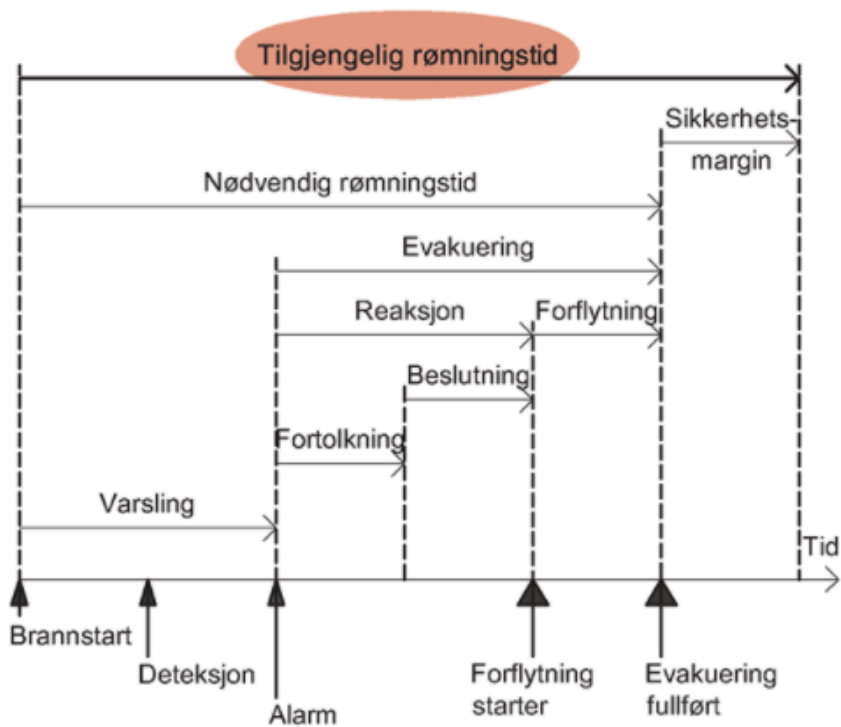 Tilgjengelig rømningstid
Sikkerhets-
margin
Nødvendig rømningstid
Evakuering
Reaksjon
Forflytning
Beslutning
Fortolkning
Varsling
Tid
Brannstart
Deteksjon
Alarm
Forflytning
starter
Evakuering
fullført